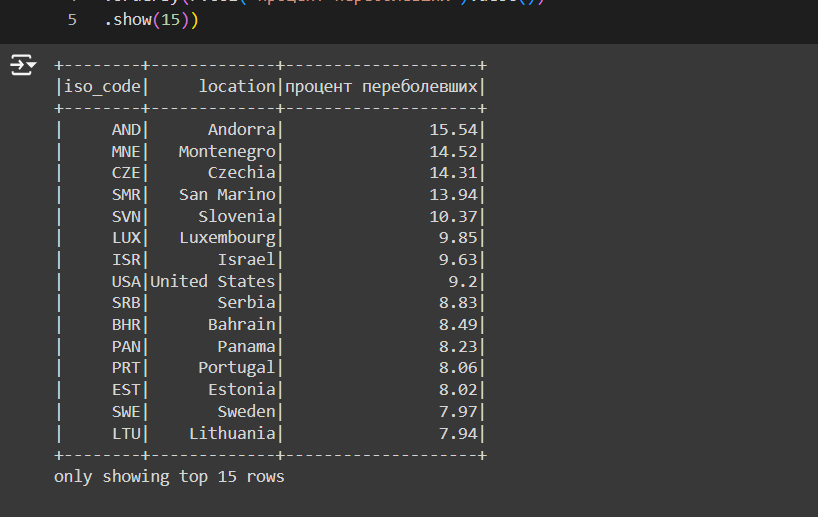 5 .show(15))
+--------+-------------+--------------------+
|iso_code|     location|процент переболевших|
+--------+-------------+--------------------+
|     AND|      Andorra|               15.54|
|     MNE|   Montenegro|               14.52|
|     CZE|      Czechia|               14.31|
|     SMR|   San Marino|               13.94|
|     SVN|     Slovenia|               10.37|
|     LUX|   Luxembourg|                9.85|
|     ISR|       Israel|                9.63|
|     USA|United States|                 9.2|
|     SRB|       Serbia|                8.83|
|     BHR|      Bahrain|                8.49|
|     PAN|       Panama|                8.23|
|     PRT|     Portugal|                8.06|
|     EST|      Estonia|                8.02|
|     SWE|       Sweden|                7.97|
|     LTU|    Lithuania|                7.94|
+--------+-------------+--------------------+
only showing top 15 rows